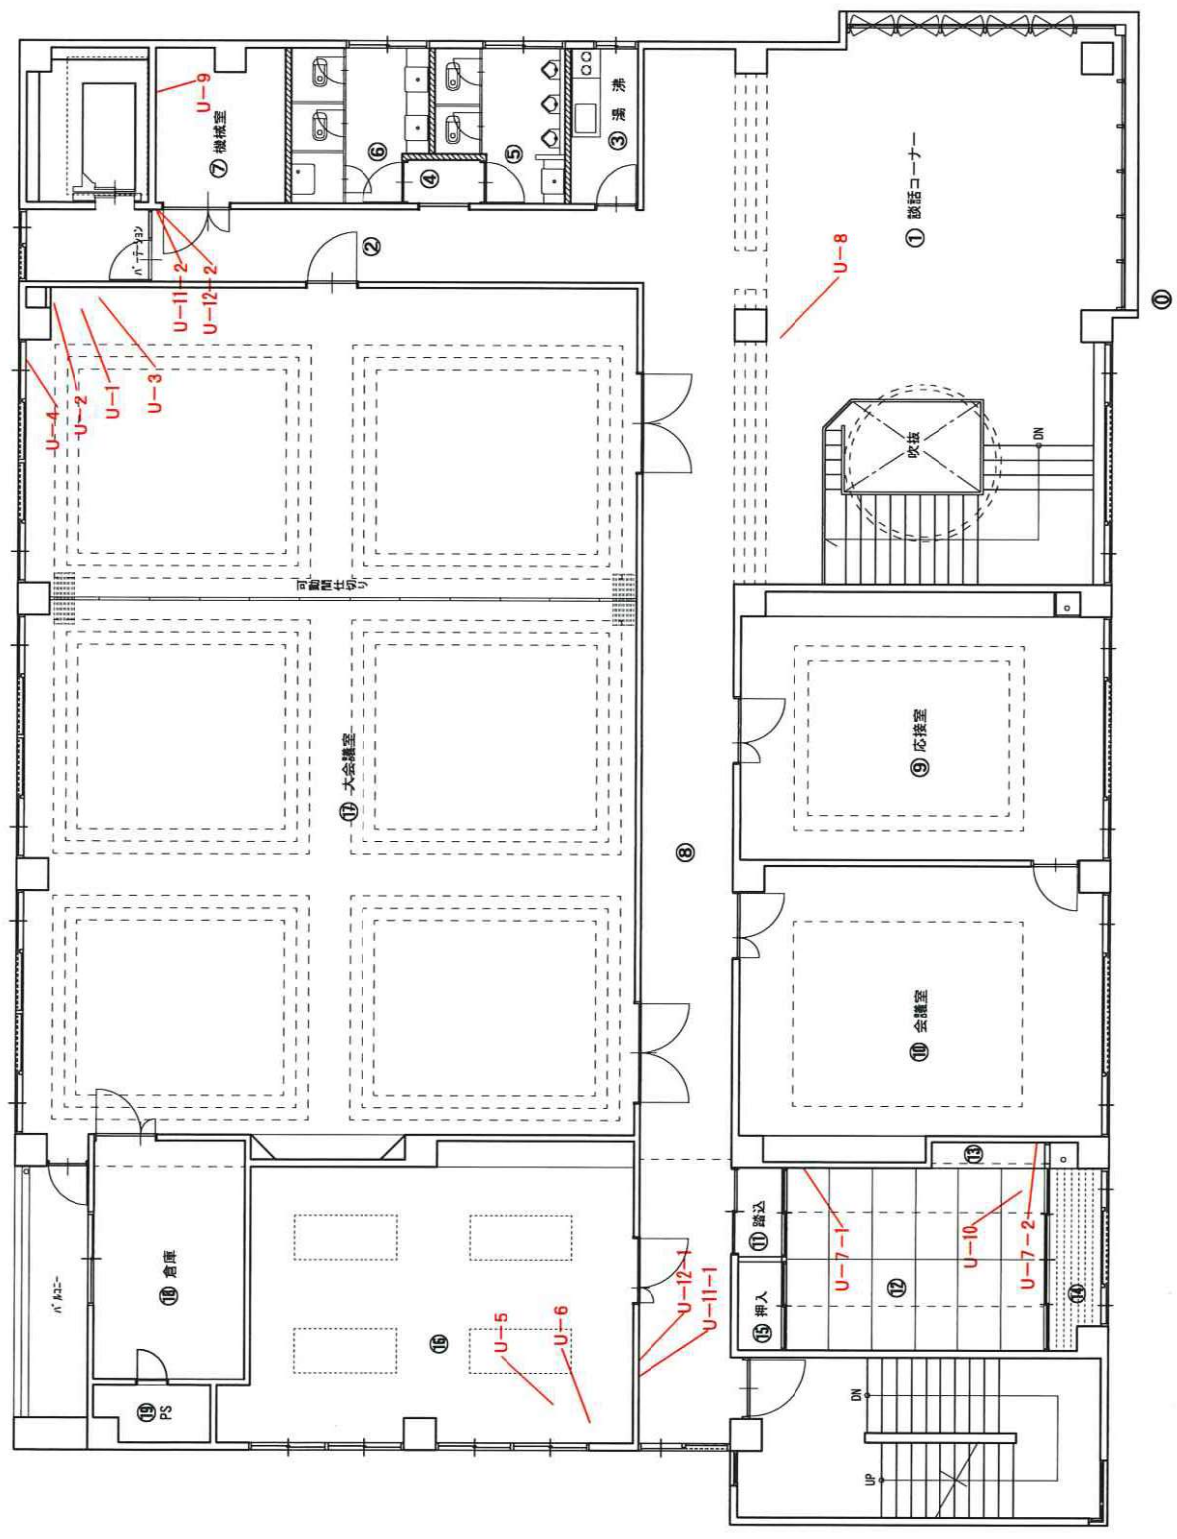 U-9
⑦ 機械室
⑥
④
⑤
③ 湯沸
① 談話コーナー
パーテーション
②
U-11-2
U-12-2
U-8
⓪
U-4
U-2
U-1
U-3
吹抜
DN
可動間仕切り
⑰ 大会議室
⑧
⑨ 応接室
⑩ 会議室
バルコニー
⑱ 倉庫
⑲ PS
⑯
U-5
U-6
U-12-1
U-11-1
⑪ 踏込
⑮ 押入
⑬
U-7-1
U-10
U-7-2
⑫
⑭
DN
UP